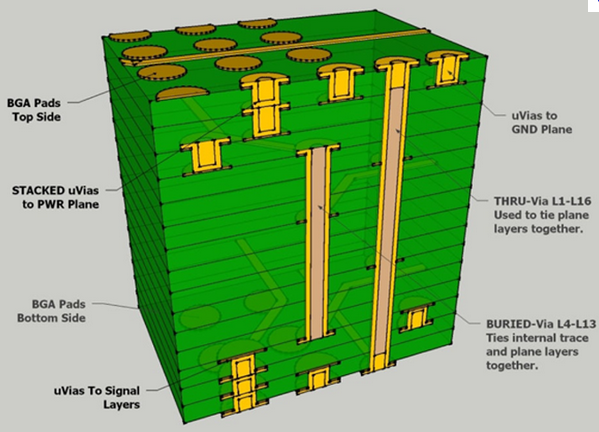 BGA Pads
Top Side
STACKED uVias
to PWR Plane
BGA Pads
Bottom Side
uVias To Signal
Layers
uVias to
GND Plane
THRU-Via L1-L16
Used to tie plane
layers together.
BURIED-Via L4-L13
Ties internal trace
and plane layers
together.